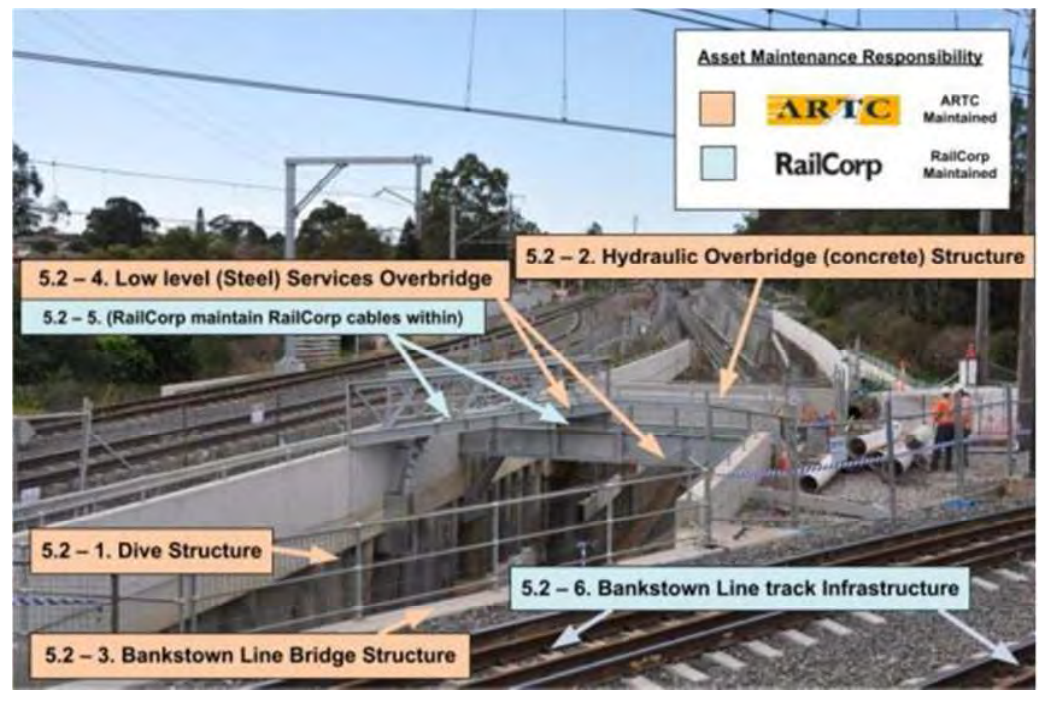 Asset Maintenance Responsibility
ARTC
ARTC
Maintained
RailCorp
RailCorp
Maintained
5.2 – 2. Hydraulic Overbridge (concrete) Structure
5.2 – 4. Low level (Steel) Services Overbridge
5.2 – 5. (RailCorp maintain RailCorp cables within)
5.2 – 1. Dive Structure
5.2 – 6. Bankstown Line track Infrastructure
5.2 – 3. Bankstown Line Bridge Structure